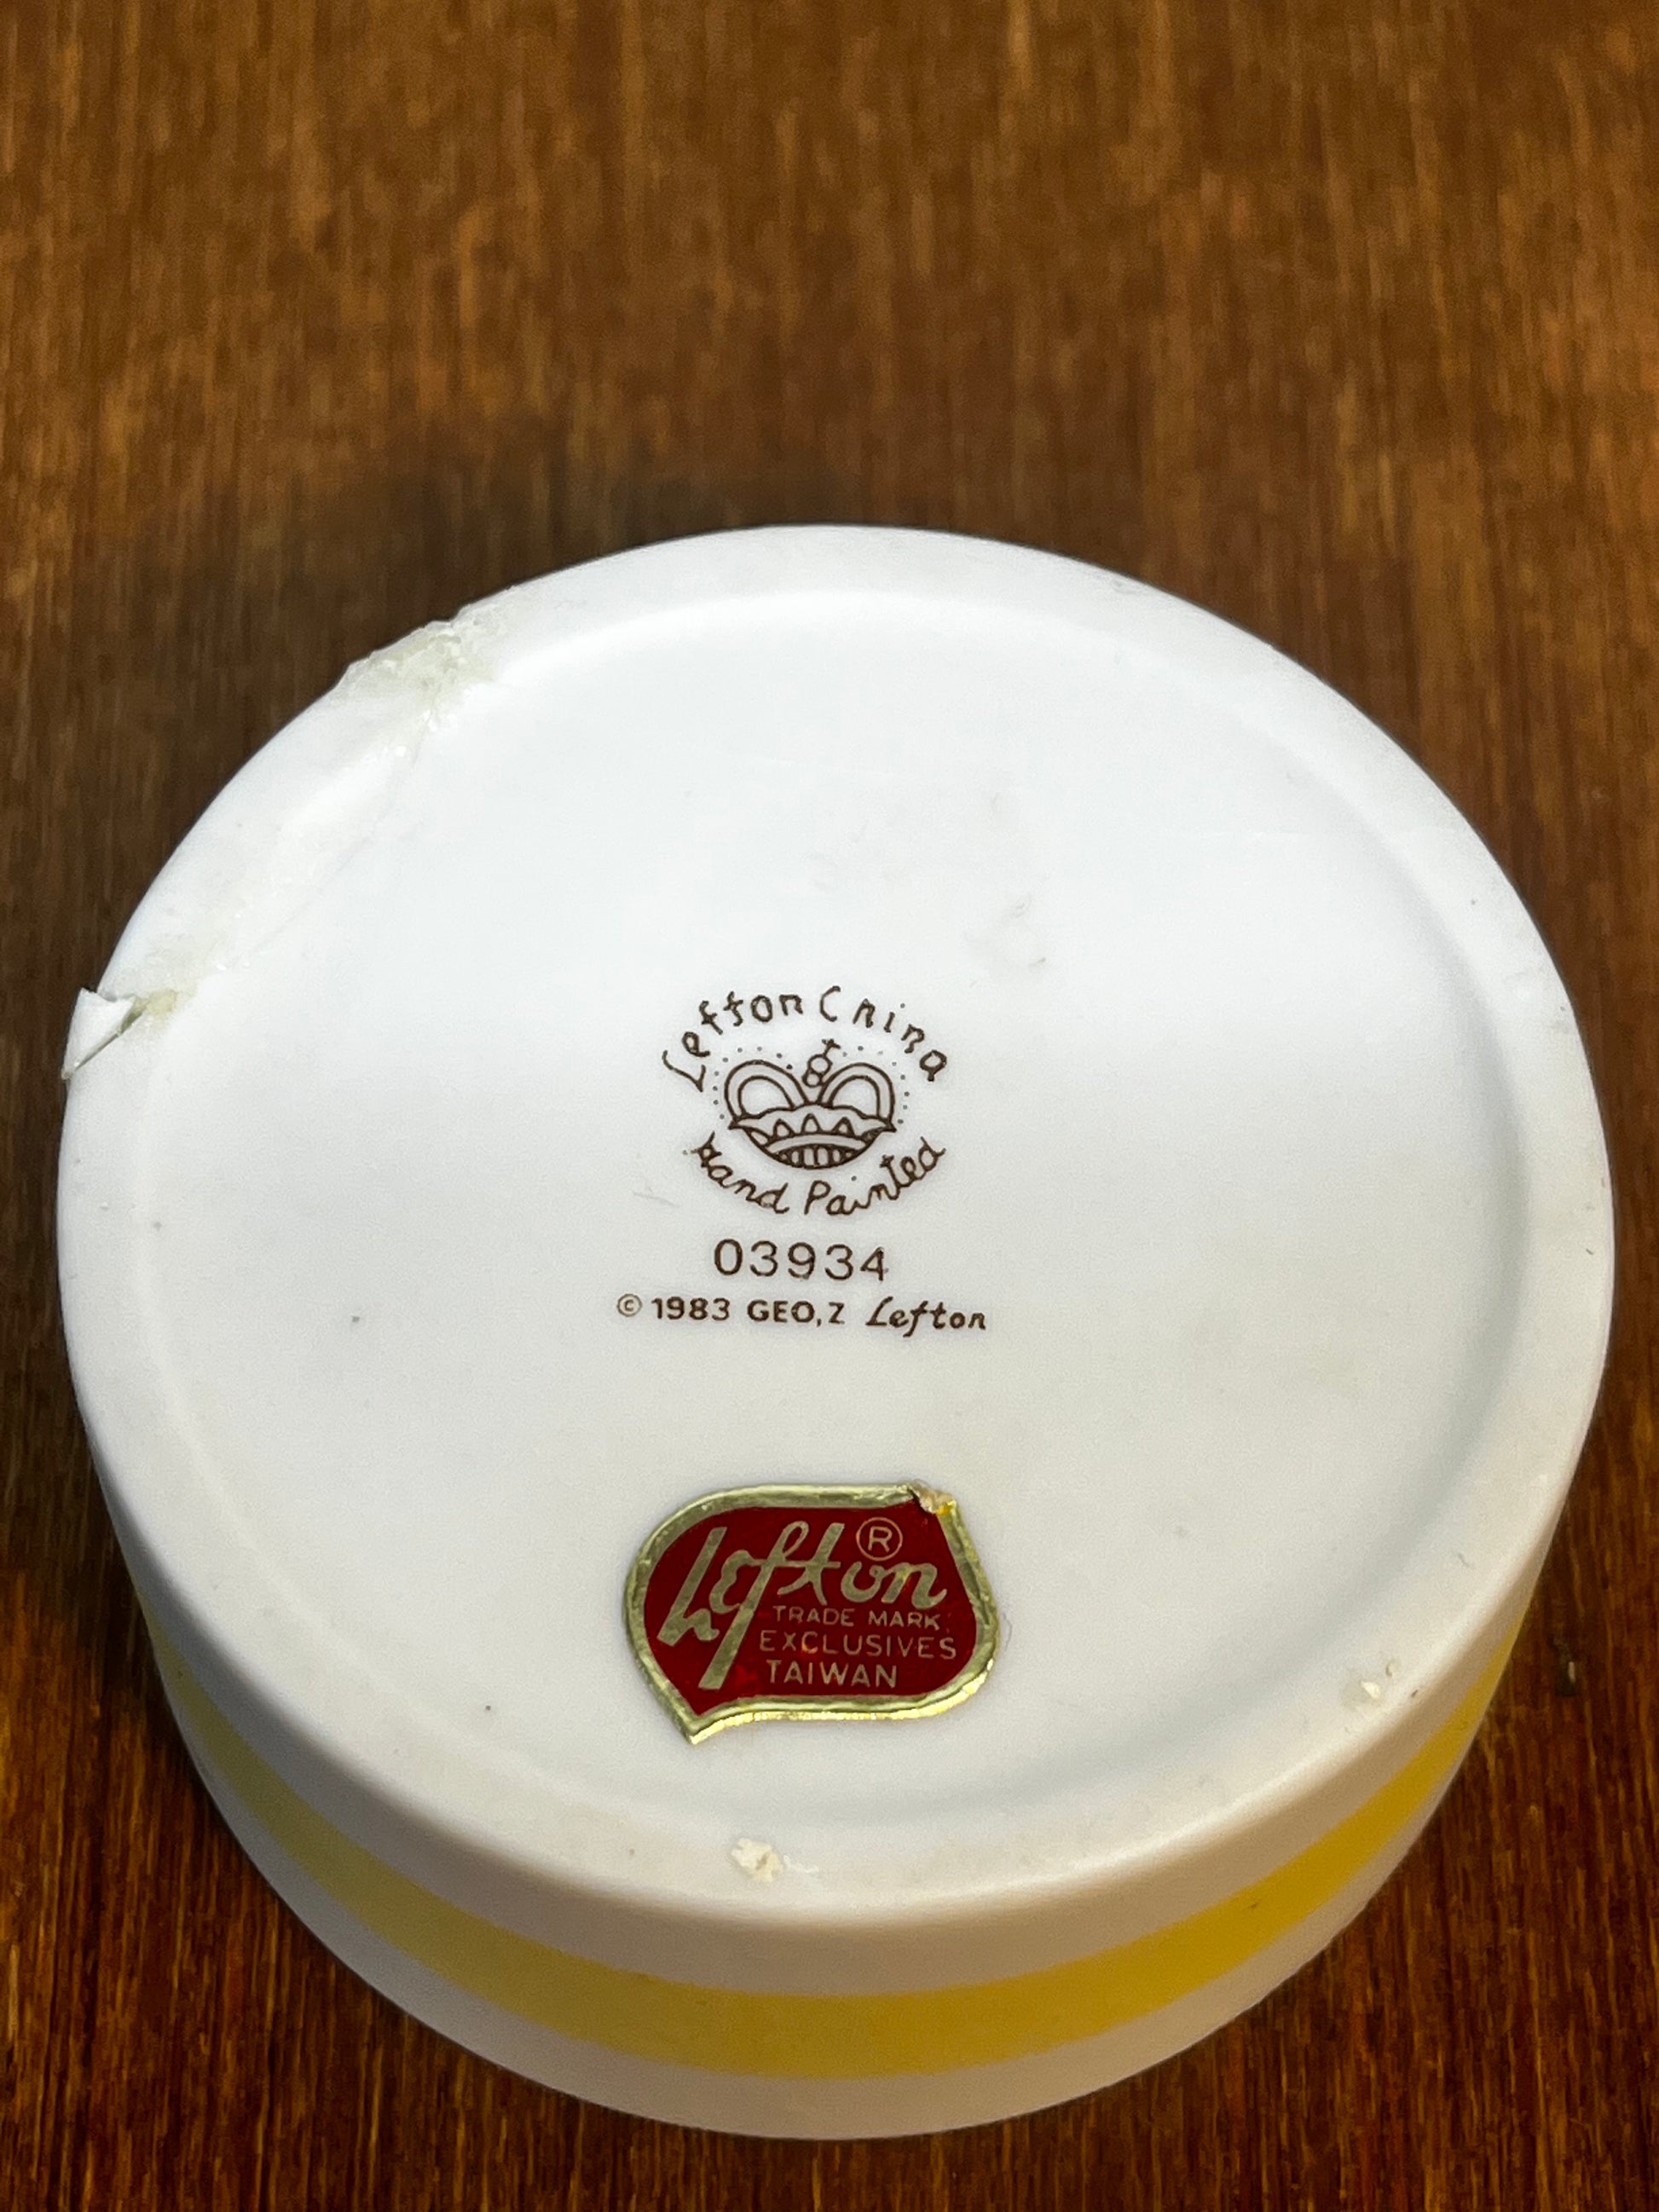 Lefton China
Hand Painted
03934
© 1983 GEO.Z Lefton
Lefton ®
TRADE MARK
EXCLUSIVES
TAIWAN